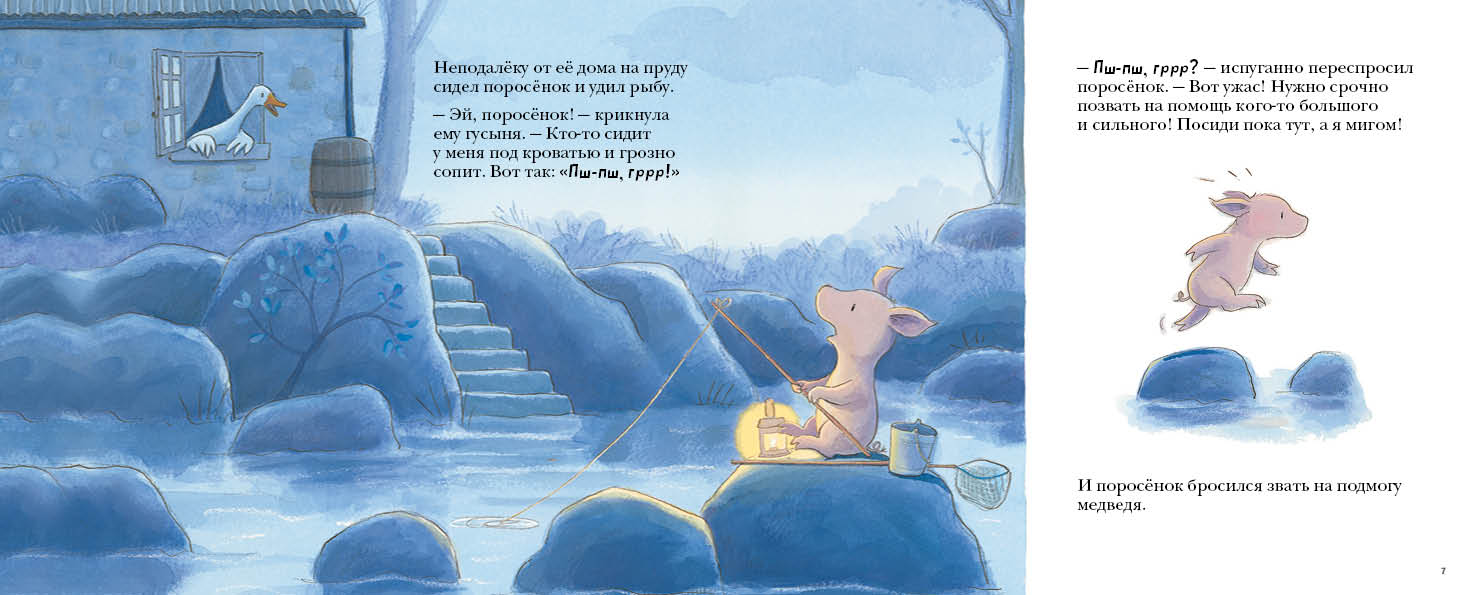 Неподалёку от её дома на пруду
сидел поросёнок и удил рыбу.
— Эй, поросёнок! — крикнула
ему гусыня. — Кто-то сидит
у меня под кроватью и грозно
сопит. Вот так: «Пш-пш, гррр!»
— Пш-пш, гррр? — испуганно переспросил
поросёнок. — Вот ужас! Нужно срочно
позвать на помощь кого-то большого
и сильного! Посиди пока тут, а я мигом!
И поросёнок бросился звать на подмогу
медведя.
7